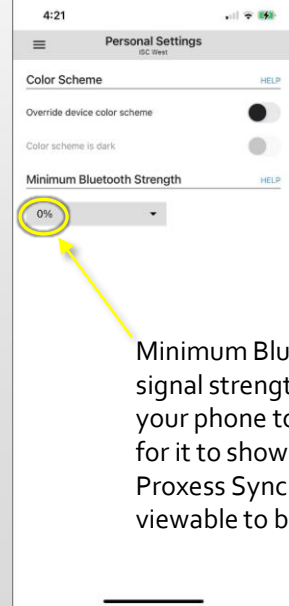 4:21
Personal Settings
ISC West
Color Scheme HELP
Override device color scheme
Color scheme is dark
Minimum Bluetooth Strength HELP
0%
Minimum Blu
signal strengt
your phone to
for it to show
Proxess Sync
viewable to b